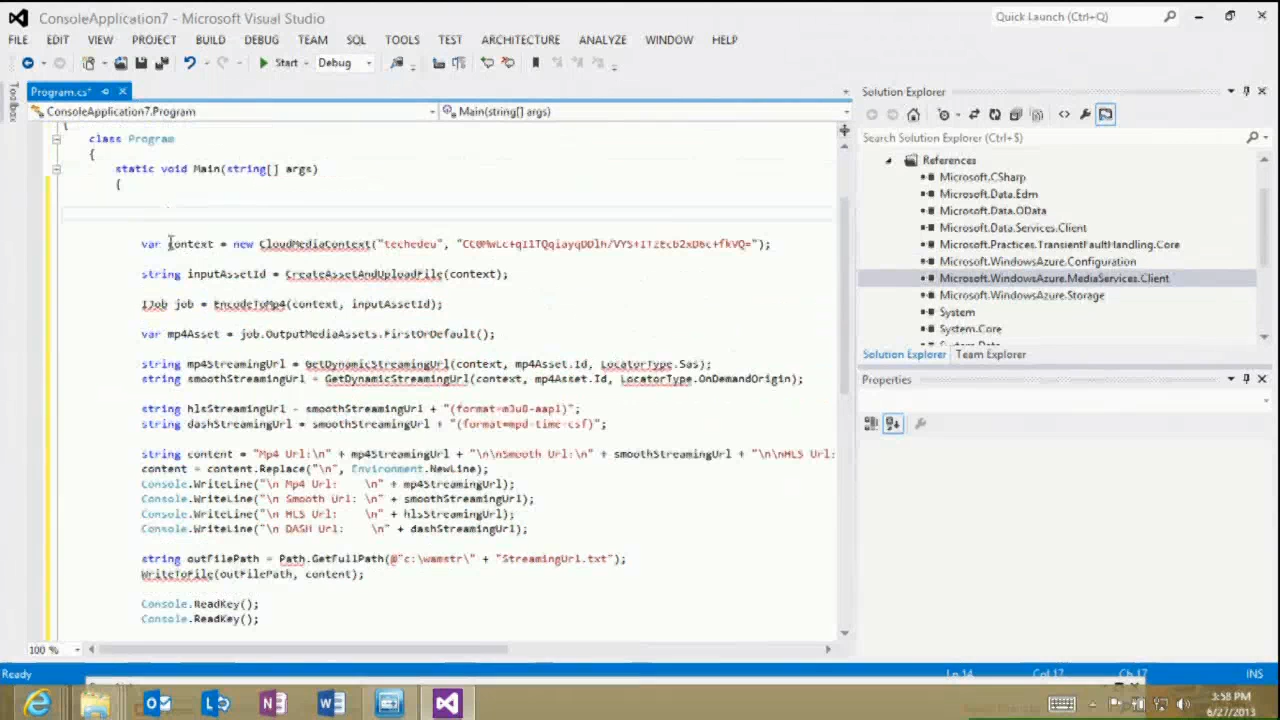 ConsoleApplication7 - Microsoft Visual Studio
Quick Launch (Ctrl+Q)
FILE EDIT VIEW PROJECT BUILD DEBUG TEAM SQL TOOLS TEST ARCHITECTURE ANALYZE WINDOW HELP
Start Debug
Toolbox
Program.cs*
ConsoleApplication7.Program
Main(string[] args)
{
class Program
{
static void Main(string[] args)
{
var context = new CloudMediaContext("techedeu",
string inputAssetId = CreateAssetAndUploadFile(context);
IJob job = EncodeToMp4(context, inputAssetId);
var mp4Asset = job.OutputMediaAssets.FirstOrDefault();
string mp4StreamingUrl = GetDynamicStreamingUrl(context, mp4Asset.Id, LocatorType.Sas);
string smoothStreamingUrl = GetDynamicStreamingUrl(context, mp4Asset.Id, LocatorType.OnDemandOrigin);
string hlsStreamingUrl = smoothStreamingUrl + "(format=m3u8-aapl)";
string dashStreamingUrl = smoothStreamingUrl + "(format=mpd-time-csf)";
string content = "Mp4 Url:\n" + mp4StreamingUrl + "\n\nSmooth Url:\n" + smoothStreamingUrl + "\n\nHLS Url:
content = content.Replace("\n", Environment.NewLine);
Console.WriteLine("\n Mp4 Url: \n" + mp4StreamingUrl);
Console.WriteLine("\n Smooth Url: \n" + smoothStreamingUrl);
Console.WriteLine("\n HLS Url: \n" + hlsStreamingUrl);
Console.WriteLine("\n DASH Url: \n" + dashStreamingUrl);
string outFilePath = Path.GetFullPath(@"c:\wamstr\" + "StreamingUrl.txt");
WriteToFile(outFilePath, content);
Console.ReadKey();
Console.ReadKey();
100 %
Solution Explorer
Search Solution Explorer (Ctrl+$)
References
Microsoft.CSharp
Microsoft.Data.Edm
Microsoft.Data.OData
Microsoft.Data.Services.Client
Microsoft.Practices.TransientFaultHandling.Core
Microsoft.WindowsAzure.Configuration
Microsoft.WindowsAzure.MediaServices.Client
Microsoft.WindowsAzure.Storage
System
System.Core
Solution Explorer Team Explorer
Properties
Ready
Ln 14 Col 17 Ch 17 INS
3:58 PM
6/27/2013